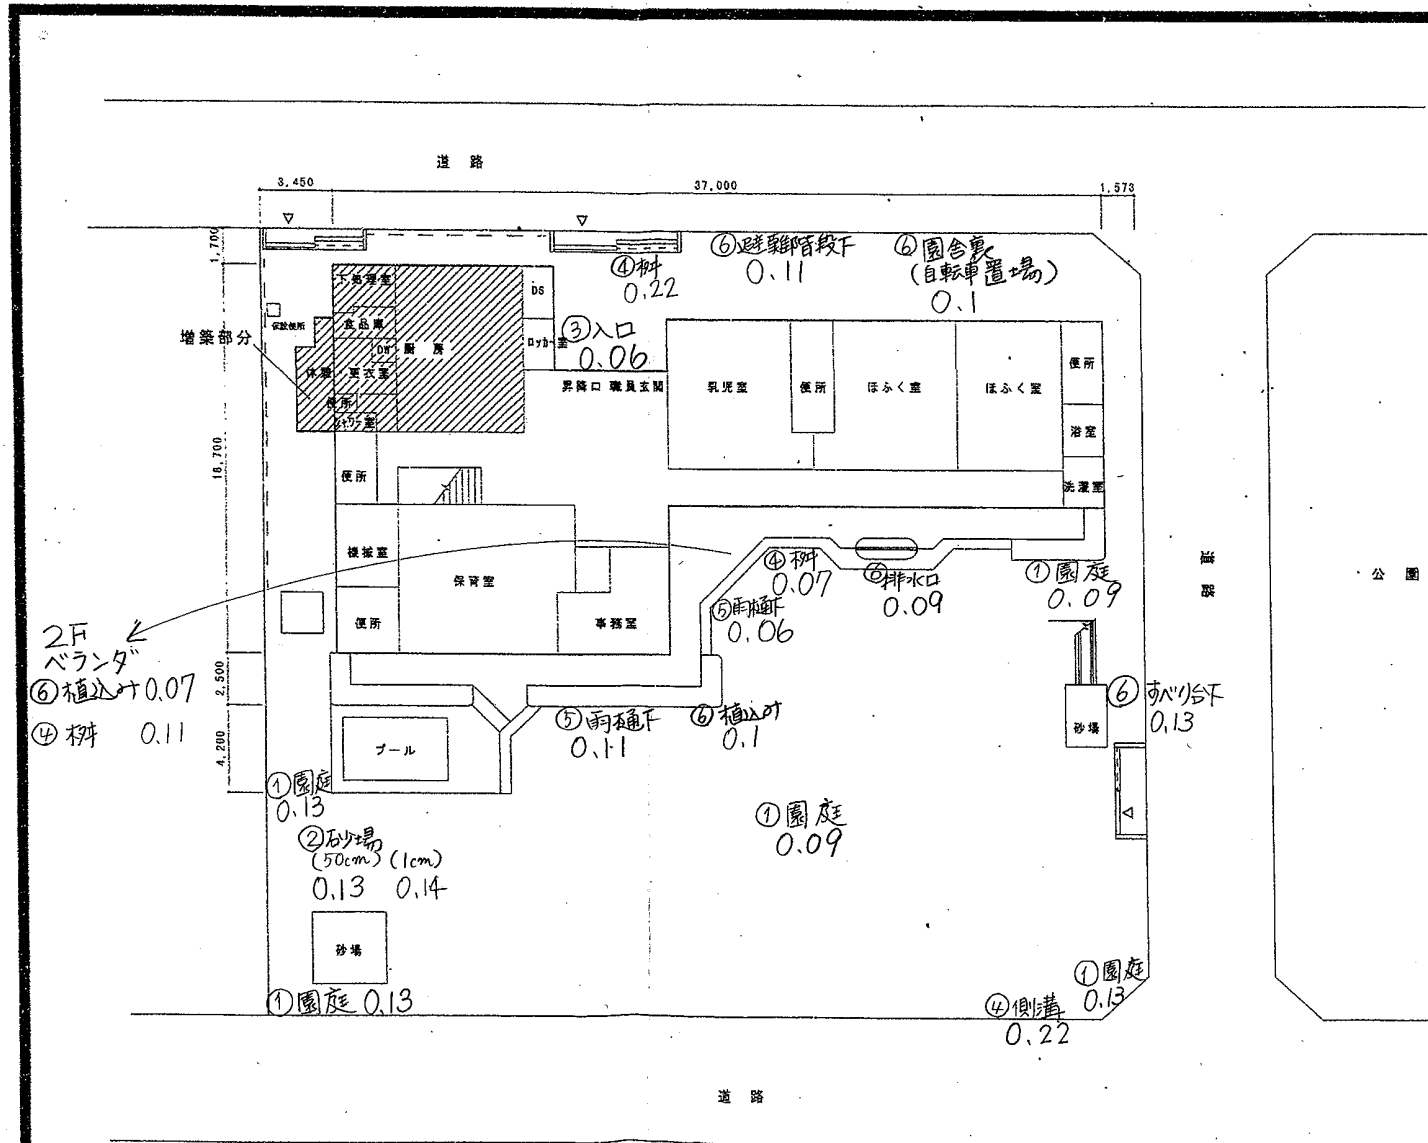 道路
3,450
37,000
1,573
1,700
⑥避難階段下
0.11
⑥園舎裏
(自転車置場)
0.1
④桝
0.22
下処理室
DS
仮設便所
食品庫
増築部分
DW
厨房
ロッカー室
③入口
0.06
休憩・更衣室
昇降口 職員玄関
乳児室
便所
ほふく室
ほふく室
便所
便所
シャワー室
浴室
18,700
便所
洗濯室
機械室
保育室
④桝
0.07
⑥排水口
0.09
①園庭
0.09
道路
公園
便所
事務室
⑤雨樋下
0.06
2F
ベランダ
⑥植込み 0.07
④桝 0.11
2,500
⑥すべり台下
0.13
⑤雨樋下
0.11
⑥植込み
0.1
砂場
4,200
プール
①園庭
0.13
①園庭
0.09
②砂場
(50cm) (1cm)
0.13 0.14
砂場
①園庭 0.13
①園庭
0.13
④側溝
0.22
道路